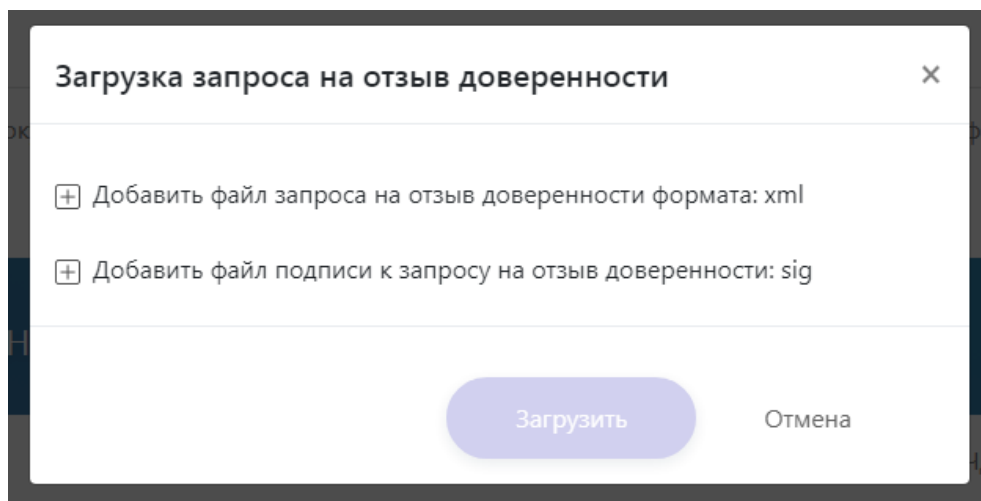 Загрузка запроса на отзыв доверенности
Добавить файл запроса на отзыв доверенности формата: xml
Добавить файл подписи к запросу на отзыв доверенности: sig
Загрузить Отмена